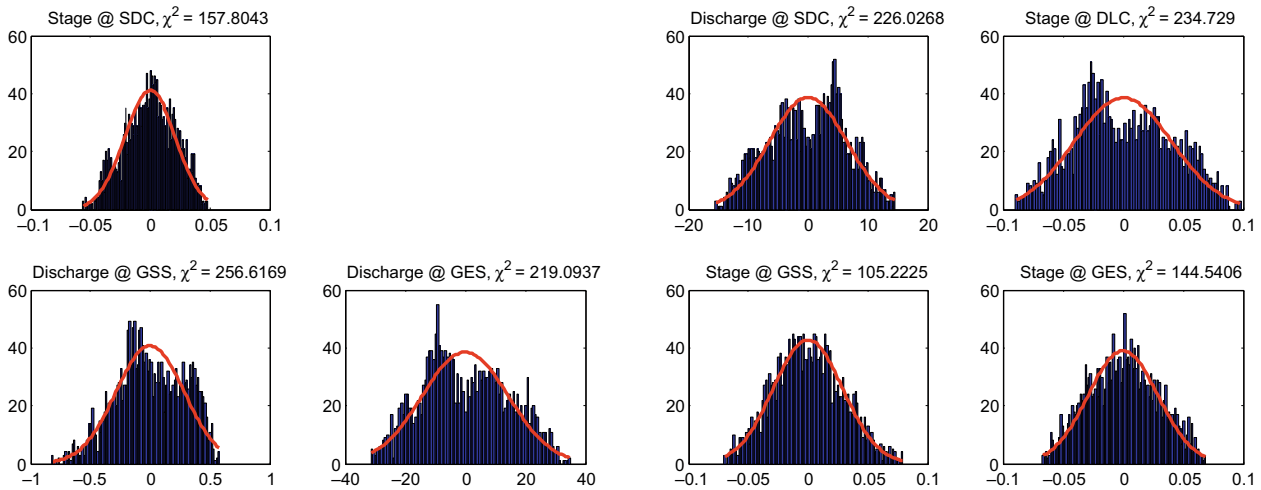 Stage @ SDC, χ² = 157.8043
60
40
20
0
–0.1 –0.05 0 0.05 0.1
Discharge @ SDC, χ² = 226.0268
60
40
20
0
–20 –10 0 10 20
Stage @ DLC, χ² = 234.729
60
40
20
0
–0.1 –0.05 0 0.05 0.1
Discharge @ GSS, χ² = 256.6169
60
40
20
0
–1 –0.5 0 0.5 1
Discharge @ GES, χ² = 219.0937
60
40
20
0
–40 –20 0 20 40
Stage @ GSS, χ² = 105.2225
60
40
20
0
–0.1 –0.05 0 0.05 0.1
Stage @ GES, χ² = 144.5406
60
40
20
0
–0.1 –0.05 0 0.05 0.1